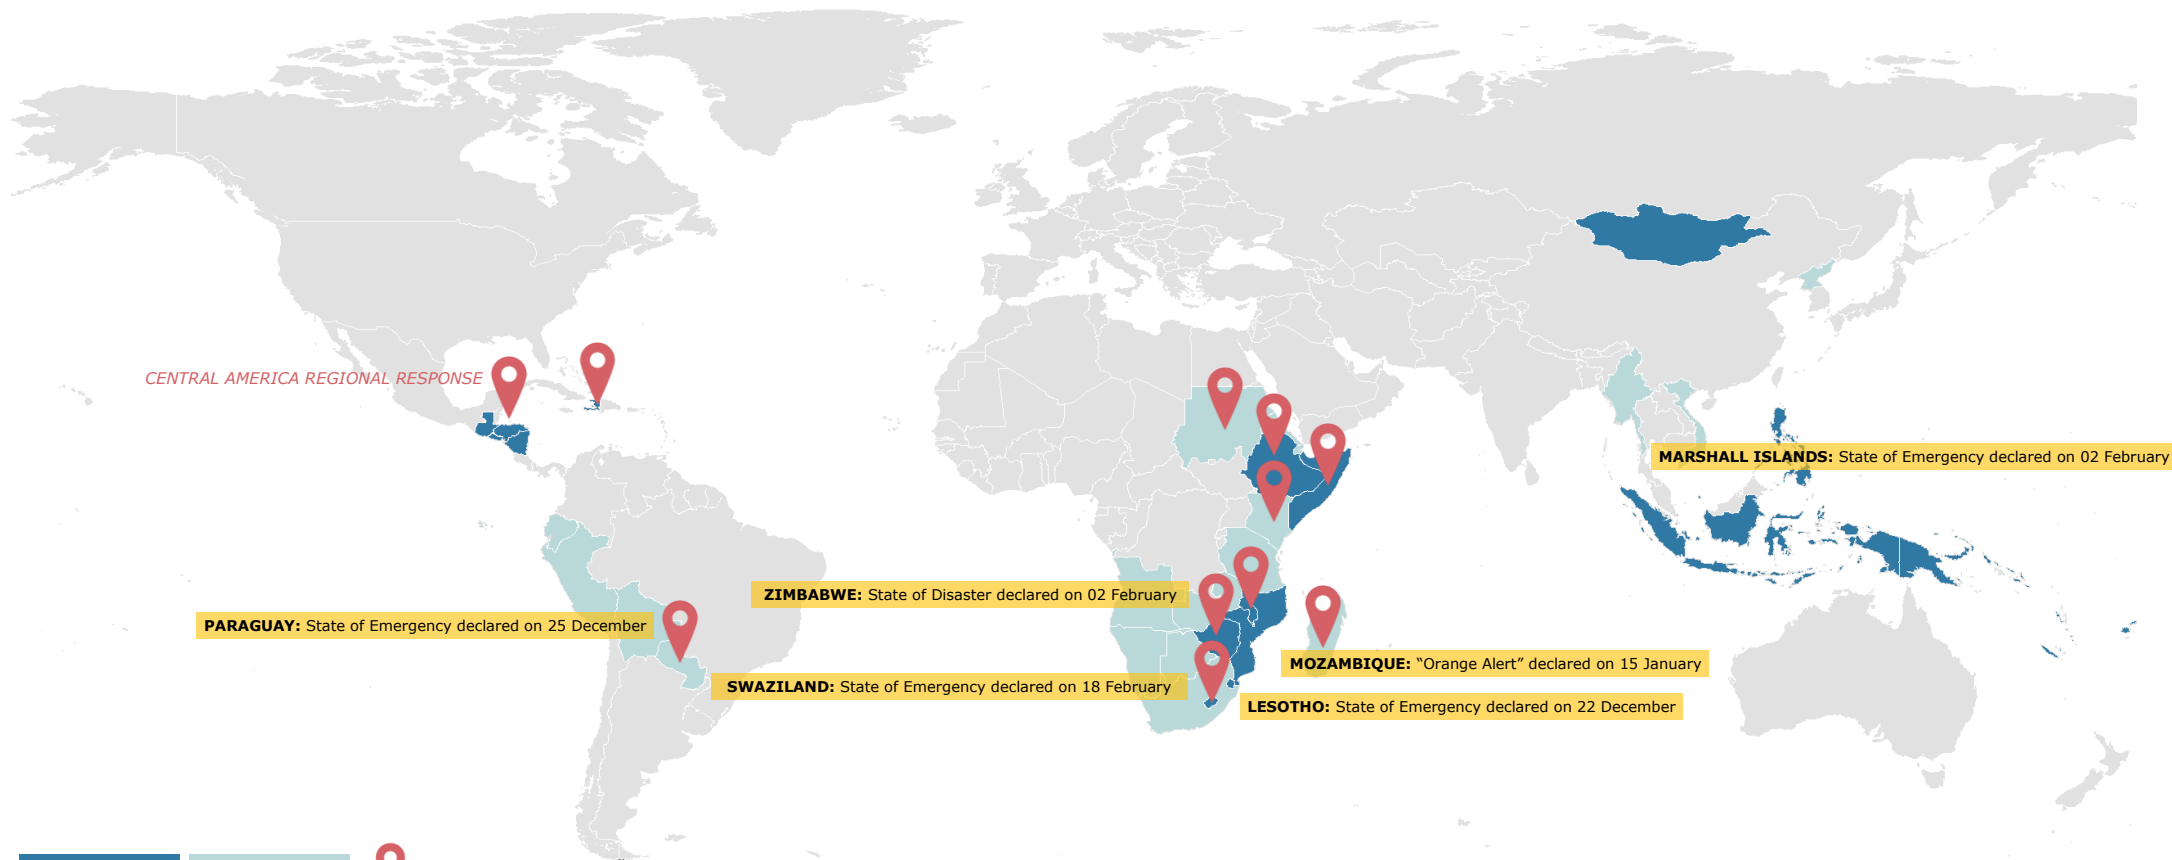 CENTRAL AMERICA REGIONAL RESPONSE
MARSHALL ISLANDS: State of Emergency declared on 02 February
ZIMBABWE: State of Disaster declared on 02 February
PARAGUAY: State of Emergency declared on 25 December
MOZAMBIQUE: “Orange Alert” declared on 15 January
SWAZILAND: State of Emergency declared on 18 February
LESOTHO: State of Emergency declared on 22 December